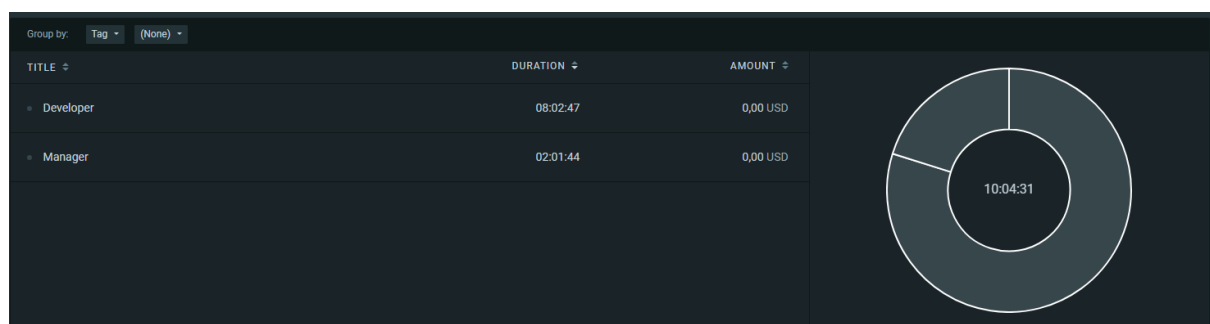 Group by: Tag (None)
TITLE DURATION AMOUNT
Developer 08:02:47 0,00 USD
Manager 02:01:44 0,00 USD
10:04:31